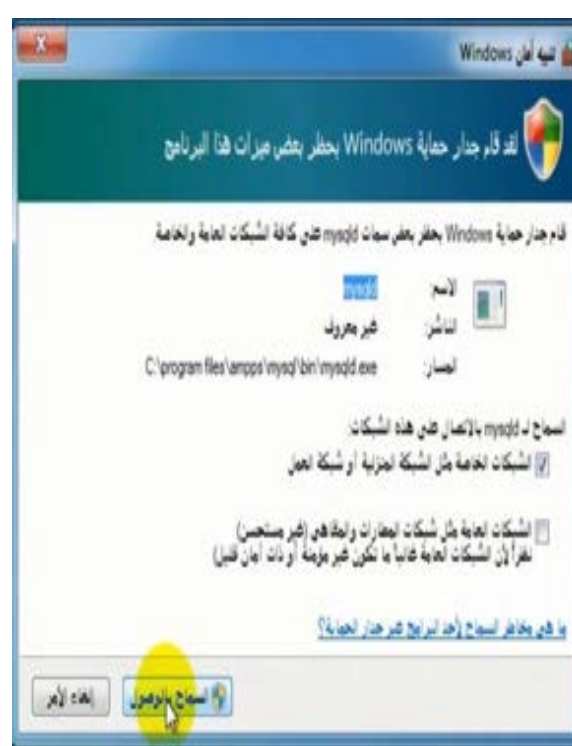 تنبيه أمان Windows
لقد قام جدار حماية Windows بحظر بعض ميزات هذا البرنامج
قام جدار حماية Windows بحظر بعض سمات mysqld على كافة الشبكات العامة والخاصة
الاسم: mysqld
الناشر: غير معروف
المسار: C:\program files\ampps\mysql\bin\mysqld.exe
السماح لـ mysqld بالاتصال على هذه الشبكات:
الشبكات الخاصة مثل الشبكة المنزلية أو شبكة العمل
الشبكات العامة مثل شبكات المطارات والمقاهي (غير مستحسن)
نظراً لأن الشبكات العامة غالباً ما تكون غير مؤمنة أو ذات أمان قليل)
ما هي مخاطر السماح لأحد البرامج عبر جدار الحماية؟
السماح بالوصول
إلغاء الأمر